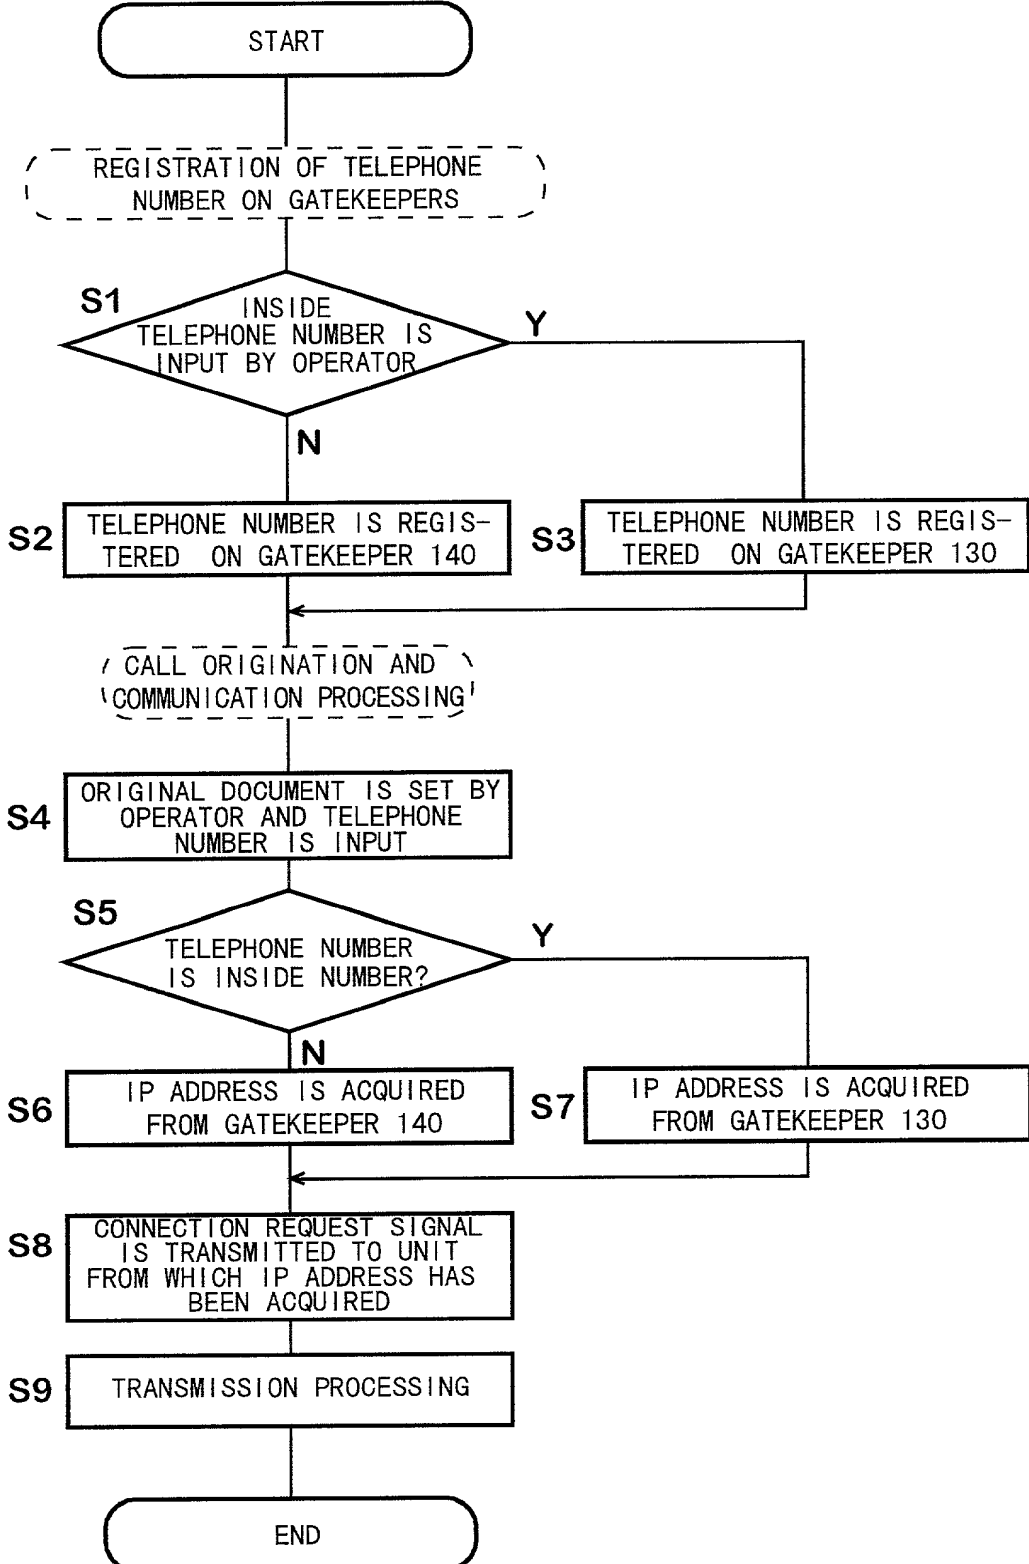 START
REGISTRATION OF TELEPHONE
NUMBER ON GATEKEEPERS
S1
INSIDE
TELEPHONE NUMBER IS
INPUT BY OPERATOR
Y
N
S2
TELEPHONE NUMBER IS REGIS-
TERED ON GATEKEEPER 140
S3
TELEPHONE NUMBER IS REGIS-
TERED ON GATEKEEPER 130
CALL ORIGINATION AND
COMMUNICATION PROCESSING
S4
ORIGINAL DOCUMENT IS SET BY
OPERATOR AND TELEPHONE
NUMBER IS INPUT
S5
TELEPHONE NUMBER
IS INSIDE NUMBER?
Y
N
S6
IP ADDRESS IS ACQUIRED
FROM GATEKEEPER 140
S7
IP ADDRESS IS ACQUIRED
FROM GATEKEEPER 130
S8
CONNECTION REQUEST SIGNAL
IS TRANSMITTED TO UNIT
FROM WHICH IP ADDRESS HAS
BEEN ACQUIRED
S9
TRANSMISSION PROCESSING
END